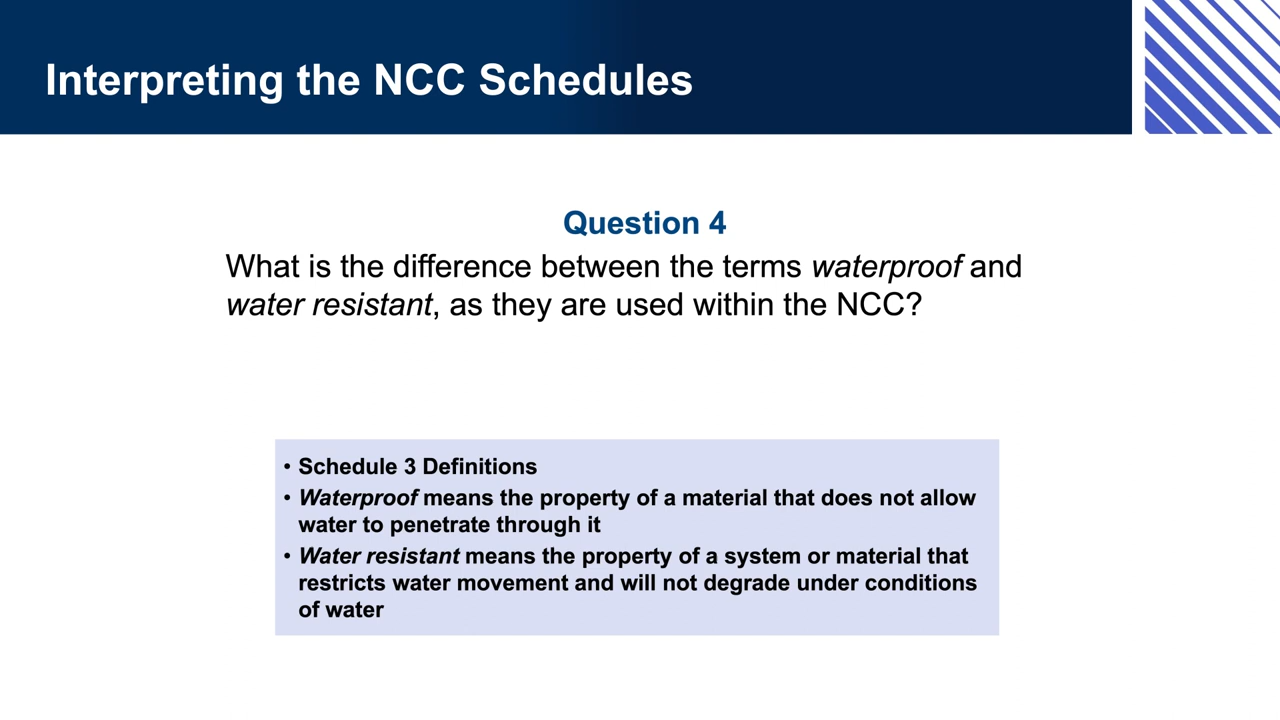 Interpreting the NCC Schedules
Question 4
What is the difference between the terms waterproof and
water resistant, as they are used within the NCC?
• Schedule 3 Definitions
• Waterproof means the property of a material that does not allow
water to penetrate through it
• Water resistant means the property of a system or material that
restricts water movement and will not degrade under conditions
of water